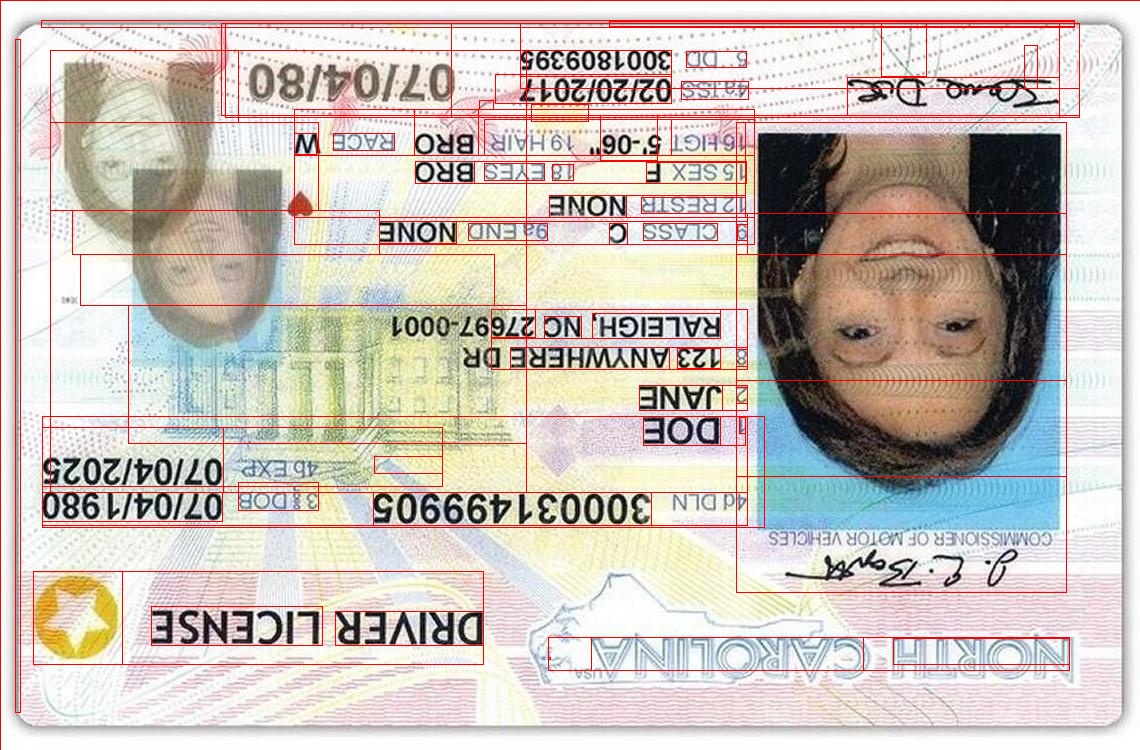 NORTH CAROLINA
USA
DRIVER LICENSE
4d DLN 300031499905
3 DOB 07/04/1980
4b EXP 07/04/2025
1 DOE
2 JANE
8 123 ANYWHERE DR
RALEIGH, NC 27697-0001
9 CLASS C 9a END NONE
12 RESTR NONE
15 SEX F 18 EYES BRO
16 HGT 5'-06" 19 HAIR BRO RACE W
4a ISS 02/20/2017
5 DD 3001809395
07/04/80
COMMISSIONER OF MOTOR VEHICLES
Jane Doe